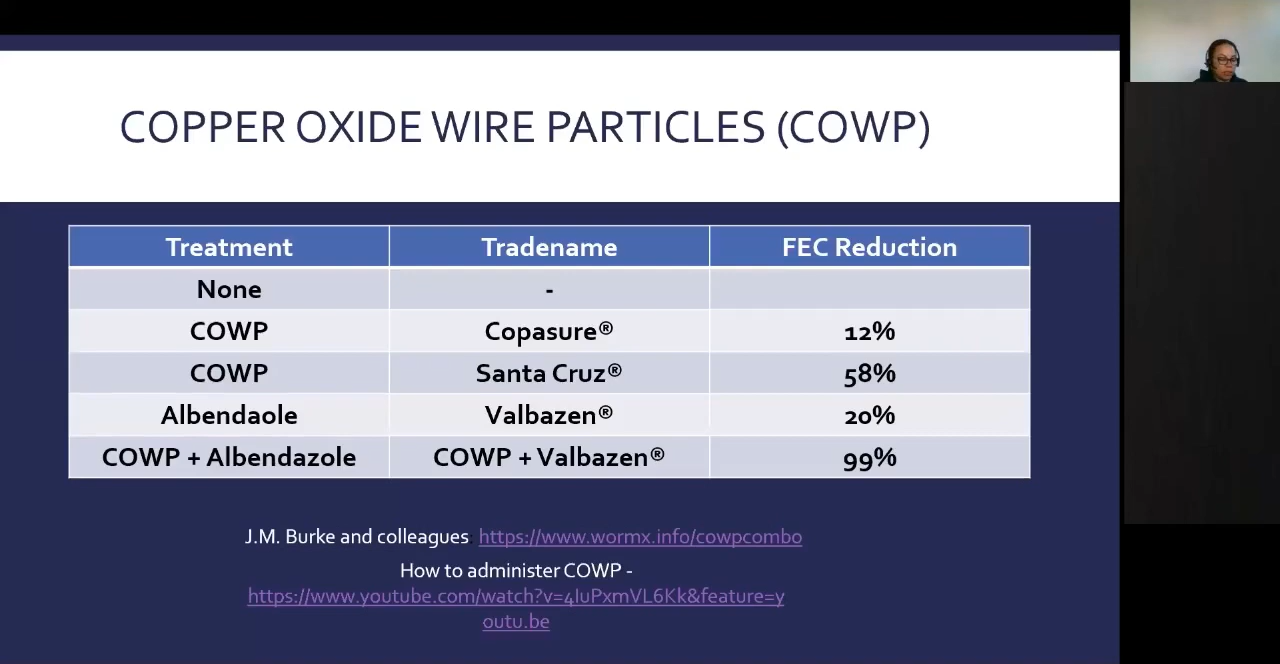 COPPER OXIDE WIRE PARTICLES (COWP)
Treatment Tradename FEC Reduction
None -
COWP Copasure® 12%
COWP Santa Cruz® 58%
Albendaole Valbazen® 20%
COWP + Albendazole COWP + Valbazen® 99%
J.M. Burke and colleagues https://www.wormx.info/cowpcombo
How to administer COWP -
https://www.youtube.com/watch?v=4IuPxmVL6Kk&feature=y
outu.be